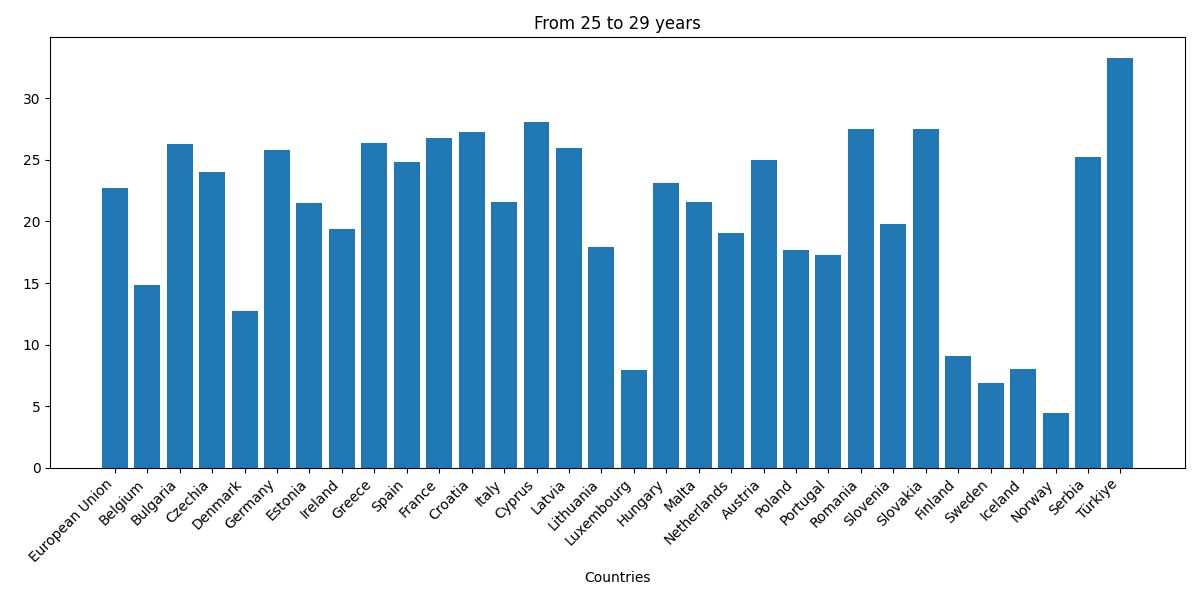 From 25 to 29 years
30
25
20
15
10
5
0
European Union
Belgium
Bulgaria
Czechia
Denmark
Germany
Estonia
Ireland
Greece
Spain
France
Croatia
Italy
Cyprus
Latvia
Lithuania
Luxembourg
Hungary
Malta
Netherlands
Austria
Poland
Portugal
Romania
Slovenia
Slovakia
Finland
Sweden
Iceland
Norway
Serbia
Türkiye
Countries